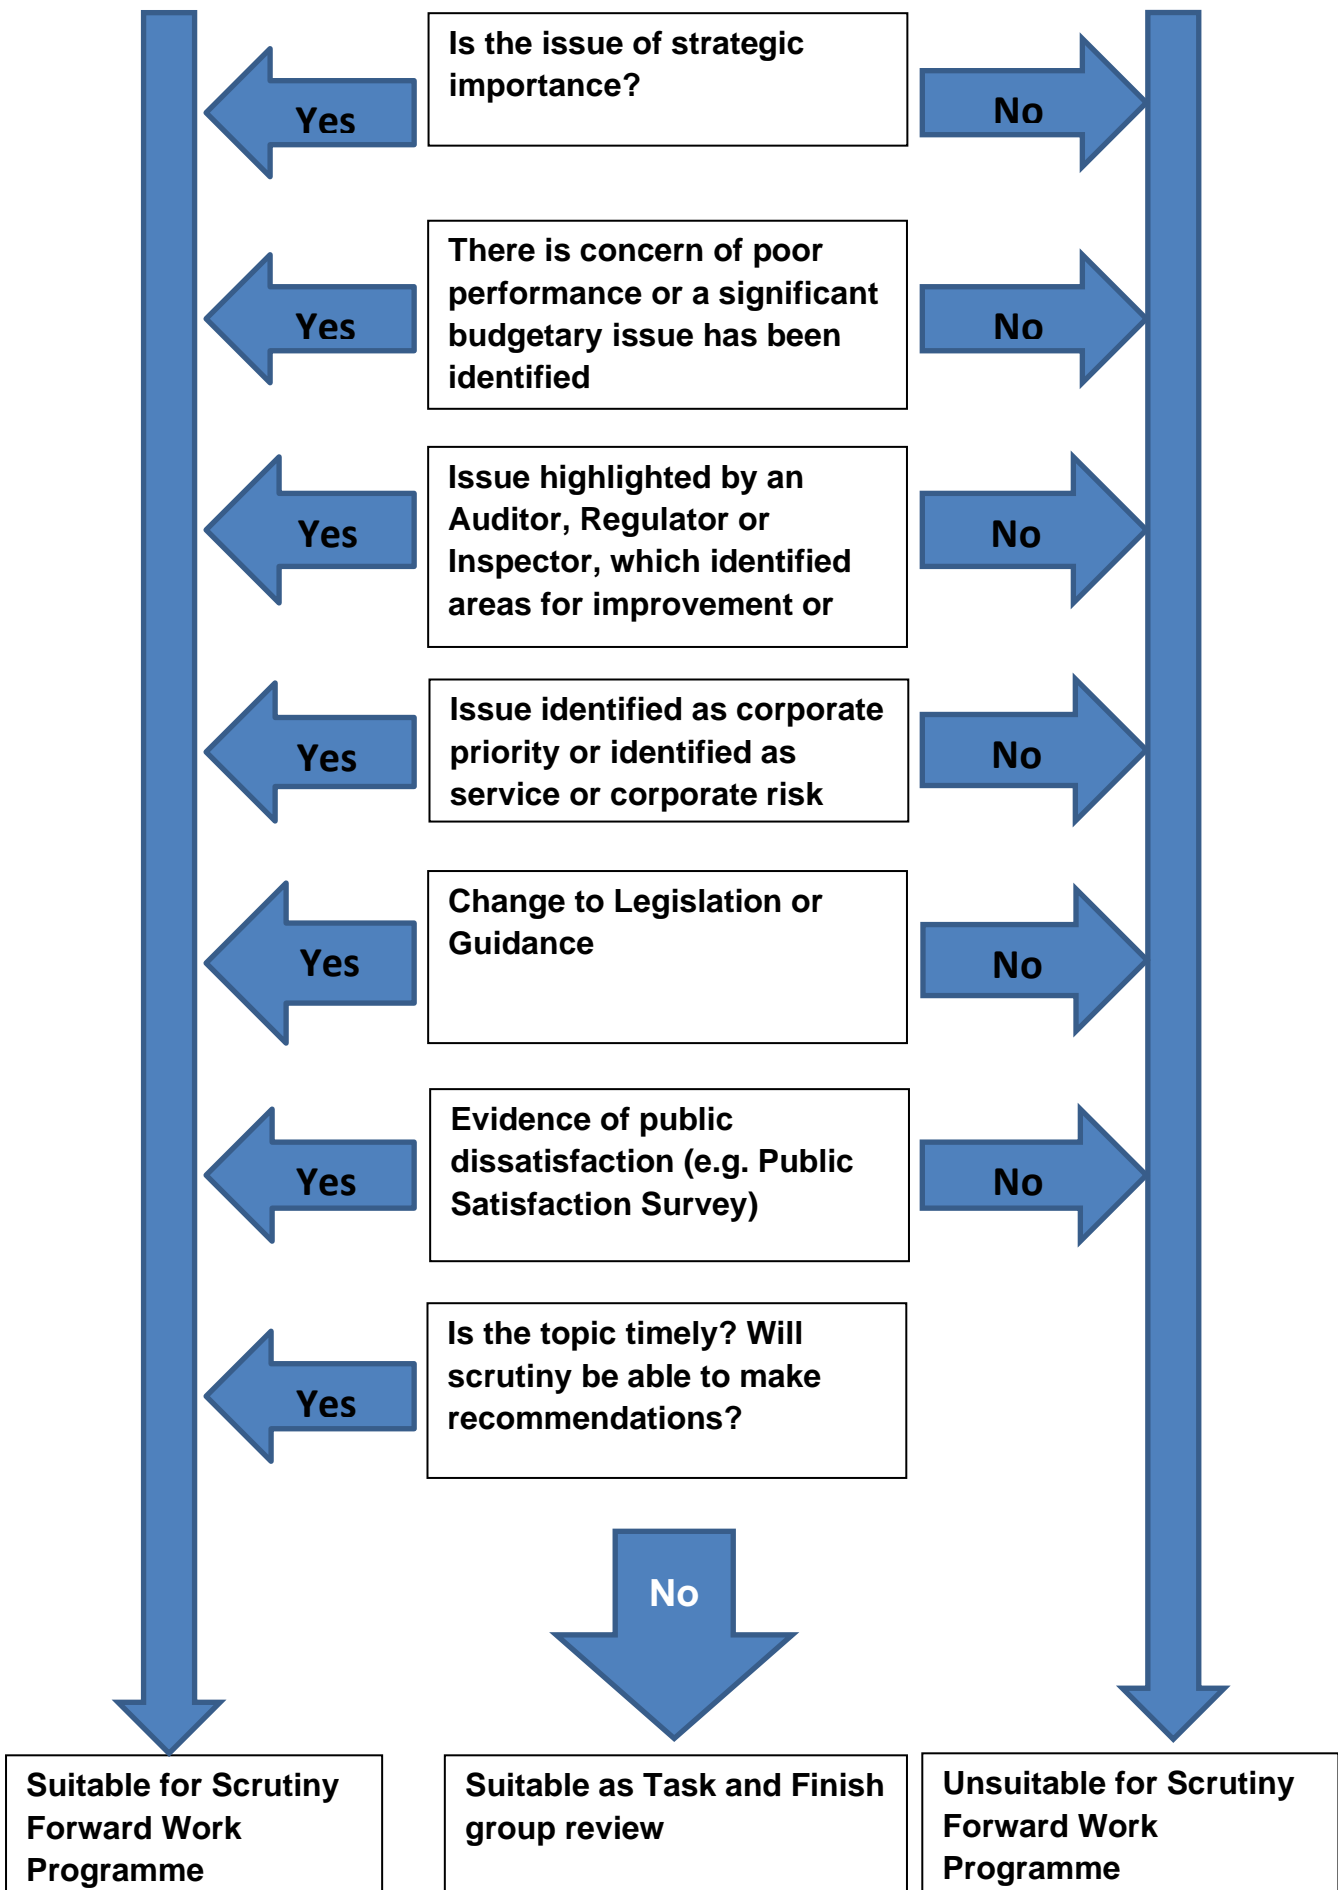 Is the issue of strategic
importance?
Yes
No
There is concern of poor
performance or a significant
budgetary issue has been
identified
Yes
No
Issue highlighted by an
Auditor, Regulator or
Inspector, which identified
areas for improvement or
Yes
No
Issue identified as corporate
priority or identified as
service or corporate risk
Yes
No
Change to Legislation or
Guidance
Yes
No
Evidence of public
dissatisfaction (e.g. Public
Satisfaction Survey)
Yes
No
Is the topic timely? Will
scrutiny be able to make
recommendations?
Yes
No
Suitable for Scrutiny
Forward Work
Programme
Suitable as Task and Finish
group review
Unsuitable for Scrutiny
Forward Work
Programme